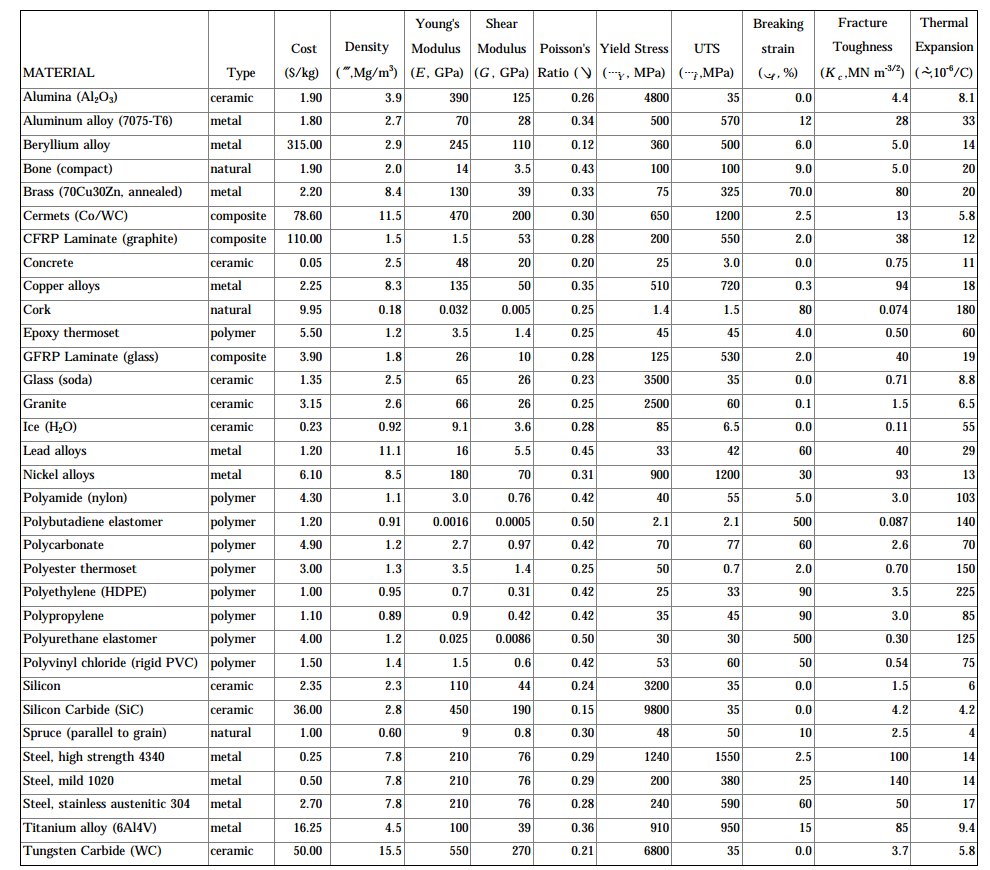 Young's Shear Breaking Fracture Thermal
Cost Density Modulus Modulus Poisson's Yield Stress UTS strain Toughness Expansion
MATERIAL Type ($/kg) ( ,Mg/m³) (E, GPa) (G, GPa) Ratio ( ) ( , MPa) ( ,MPa) ( , %) (K c,MN m-3/2) ( ,10-6/C)
Alumina (Al₂O₃) ceramic 1.90 3.9 390 125 0.26 4800 35 0.0 4.4 8.1
Aluminum alloy (7075-T6) metal 1.80 2.7 70 28 0.34 500 570 12 28 33
Beryllium alloy metal 315.00 2.9 245 110 0.12 360 500 6.0 5.0 14
Bone (compact) natural 1.90 2.0 14 3.5 0.43 100 100 9.0 5.0 20
Brass (70Cu30Zn, annealed) metal 2.20 8.4 130 39 0.33 75 325 70.0 80 20
Cermets (Co/WC) composite 78.60 11.5 470 200 0.30 650 1200 2.5 13 5.8
CFRP Laminate (graphite) composite 110.00 1.5 1.5 53 0.28 200 550 2.0 38 12
Concrete ceramic 0.05 2.5 48 20 0.20 25 3.0 0.0 0.75 11
Copper alloys metal 2.25 8.3 135 50 0.35 510 720 0.3 94 18
Cork natural 9.95 0.18 0.032 0.005 0.25 1.4 1.5 80 0.074 180
Epoxy thermoset polymer 5.50 1.2 3.5 1.4 0.25 45 45 4.0 0.50 60
GFRP Laminate (glass) composite 3.90 1.8 26 10 0.28 125 530 2.0 40 19
Glass (soda) ceramic 1.35 2.5 65 26 0.23 3500 35 0.0 0.71 8.8
Granite ceramic 3.15 2.6 66 26 0.25 2500 60 0.1 1.5 6.5
Ice (H₂O) ceramic 0.23 0.92 9.1 3.6 0.28 85 6.5 0.0 0.11 55
Lead alloys metal 1.20 11.1 16 5.5 0.45 33 42 60 40 29
Nickel alloys metal 6.10 8.5 180 70 0.31 900 1200 30 93 13
Polyamide (nylon) polymer 4.30 1.1 3.0 0.76 0.42 40 55 5.0 3.0 103
Polybutadiene elastomer polymer 1.20 0.91 0.0016 0.0005 0.50 2.1 2.1 500 0.087 140
Polycarbonate polymer 4.90 1.2 2.7 0.97 0.42 70 77 60 2.6 70
Polyester thermoset polymer 3.00 1.3 3.5 1.4 0.25 50 0.7 2.0 0.70 150
Polyethylene (HDPE) polymer 1.00 0.95 0.7 0.31 0.42 25 33 90 3.5 225
Polypropylene polymer 1.10 0.89 0.9 0.42 0.42 35 45 90 3.0 85
Polyurethane elastomer polymer 4.00 1.2 0.025 0.0086 0.50 30 30 500 0.30 125
Polyvinyl chloride (rigid PVC) polymer 1.50 1.4 1.5 0.6 0.42 53 60 50 0.54 75
Silicon ceramic 2.35 2.3 110 44 0.24 3200 35 0.0 1.5 6
Silicon Carbide (SiC) ceramic 36.00 2.8 450 190 0.15 9800 35 0.0 4.2 4.2
Spruce (parallel to grain) natural 1.00 0.60 9 0.8 0.30 48 50 10 2.5 4
Steel, high strength 4340 metal 0.25 7.8 210 76 0.29 1240 1550 2.5 100 14
Steel, mild 1020 metal 0.50 7.8 210 76 0.29 200 380 25 140 14
Steel, stainless austenitic 304 metal 2.70 7.8 210 76 0.28 240 590 60 50 17
Titanium alloy (6Al4V) metal 16.25 4.5 100 39 0.36 910 950 15 85 9.4
Tungsten Carbide (WC) ceramic 50.00 15.5 550 270 0.21 6800 35 0.0 3.7 5.8